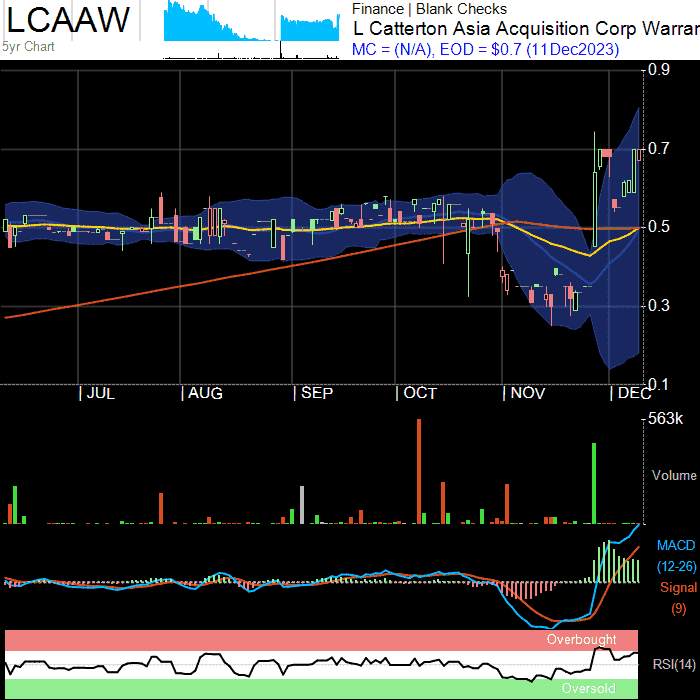 LCAAW
5yr Chart
Finance | Blank Checks
L Catterton Asia Acquisition Corp Warrar
MC = (N/A), EOD = $0.7 (11Dec2023)
0.9
0.7
0.5
0.3
0.1
| JUL | AUG | SEP | OCT | NOV | DEC
563k
Volume
MACD
(12-26)
Signal
(9)
Overbought
RSI(14)
Oversold